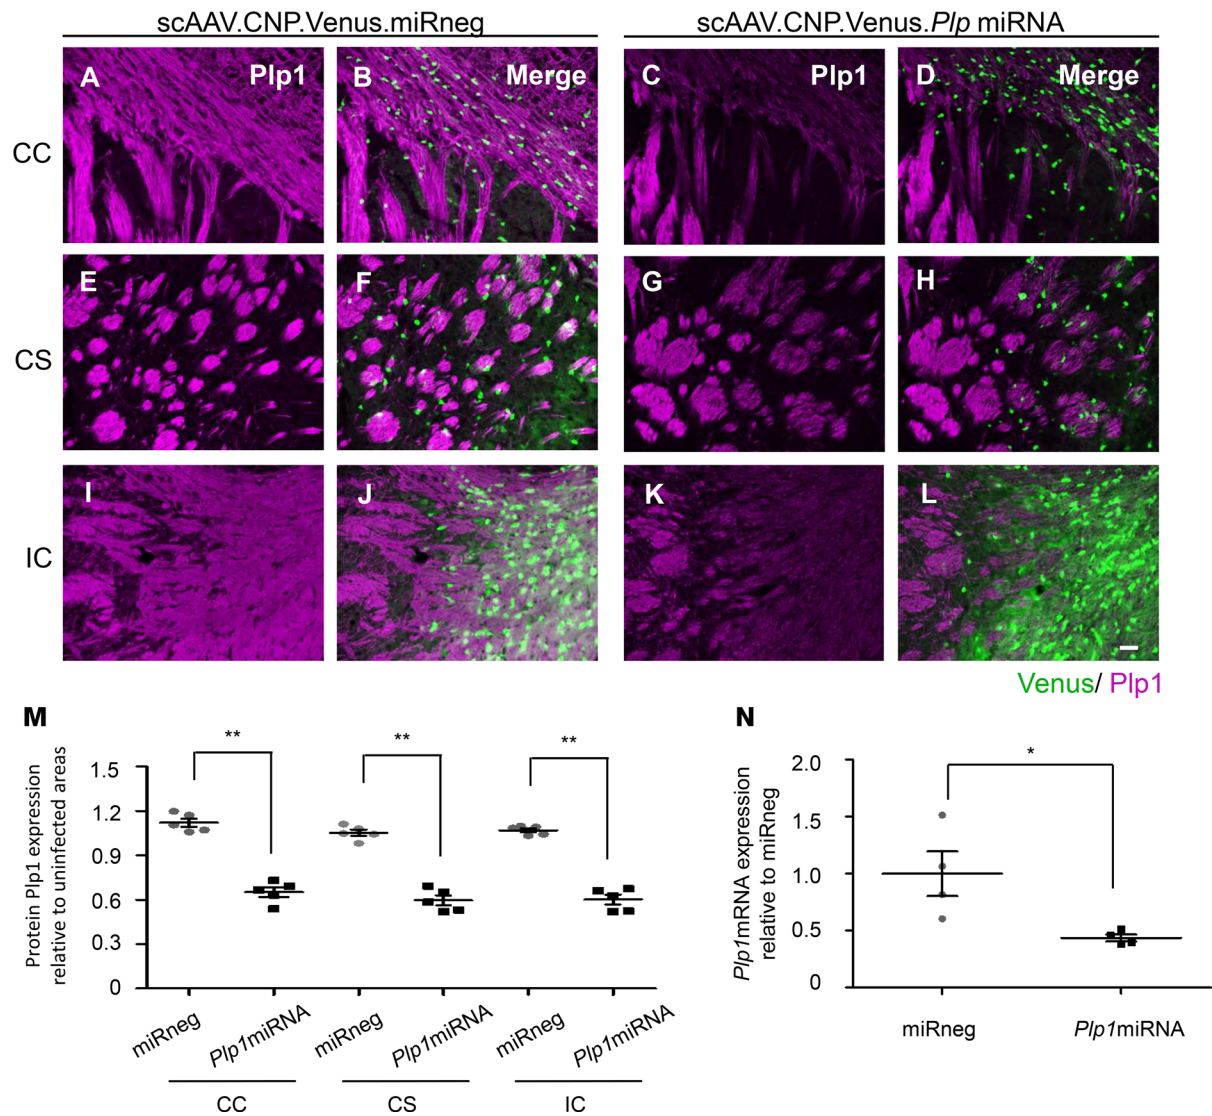 scAAV.CNP.Venus.miRneg
scAAV.CNP.Venus.Plp miRNA
A Plp1
B Merge
C Plp1
D Merge
CC
E
F
G
H
CS
I
J
K
L
IC
Venus/ Plp1
M
Protein Plp1 expression
relative to uninfected areas
1.5
1.2
0.9
0.6
0.3
0
**
**
**
miRneg
Plp1miRNA
miRneg
Plp1miRNA
miRneg
Plp1miRNA
CC
CS
IC
N
Plp1mRNA expression
relative to miRneg
2.0
1.5
1.0
0.5
0
*
miRneg
Plp1miRNA